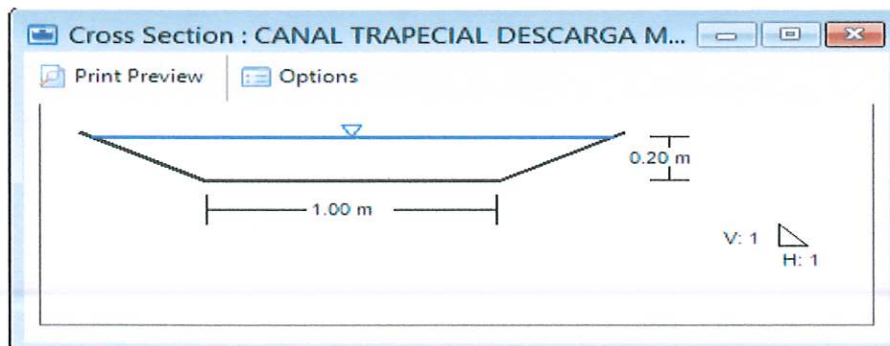 Cross Section : CANAL TRAPECIAL DESCARGA M...
Print Preview
Options
0.20 m
1.00 m
V: 1
H: 1